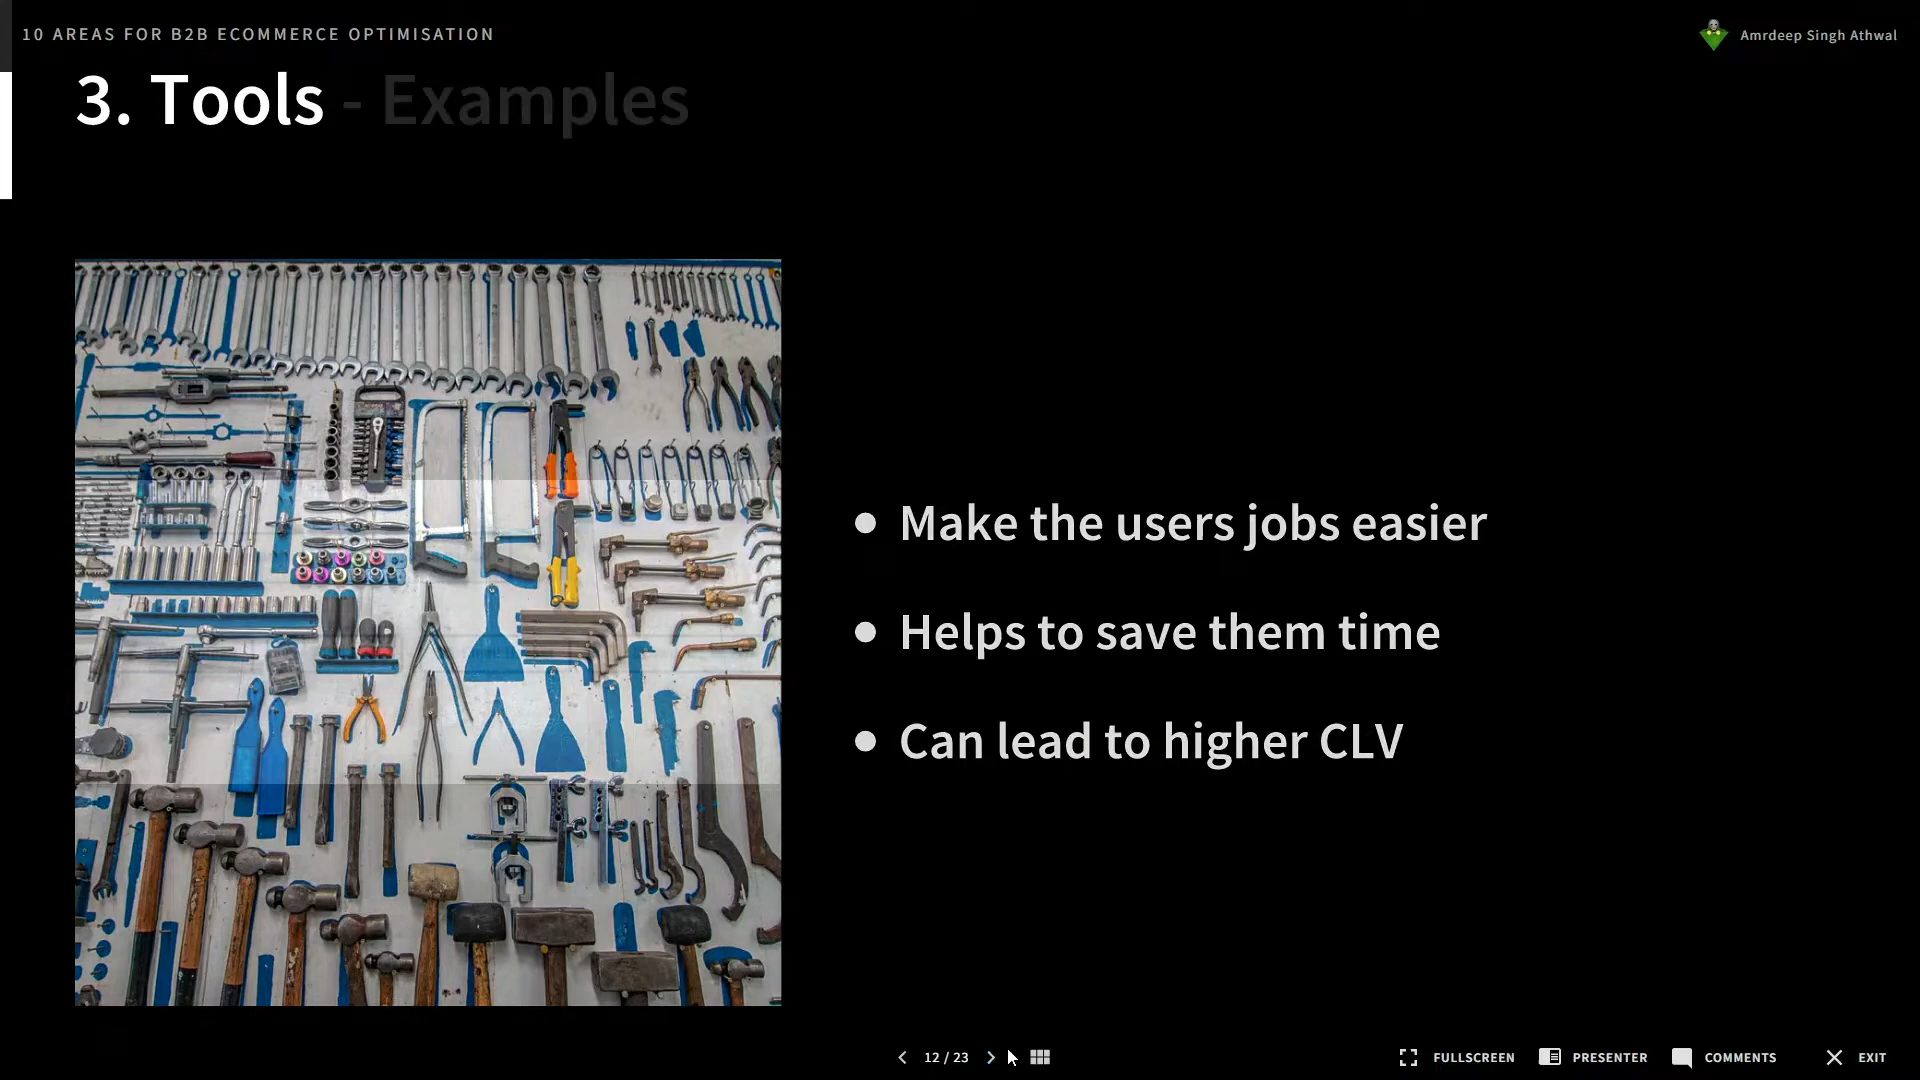 10 AREAS FOR B2B ECOMMERCE OPTIMISATION
Amrdeep Singh Athwal
3. Tools - Examples
• Make the users jobs easier
• Helps to save them time
• Can lead to higher CLV
12 / 23
FULLSCREEN
PRESENTER
COMMENTS
EXIT